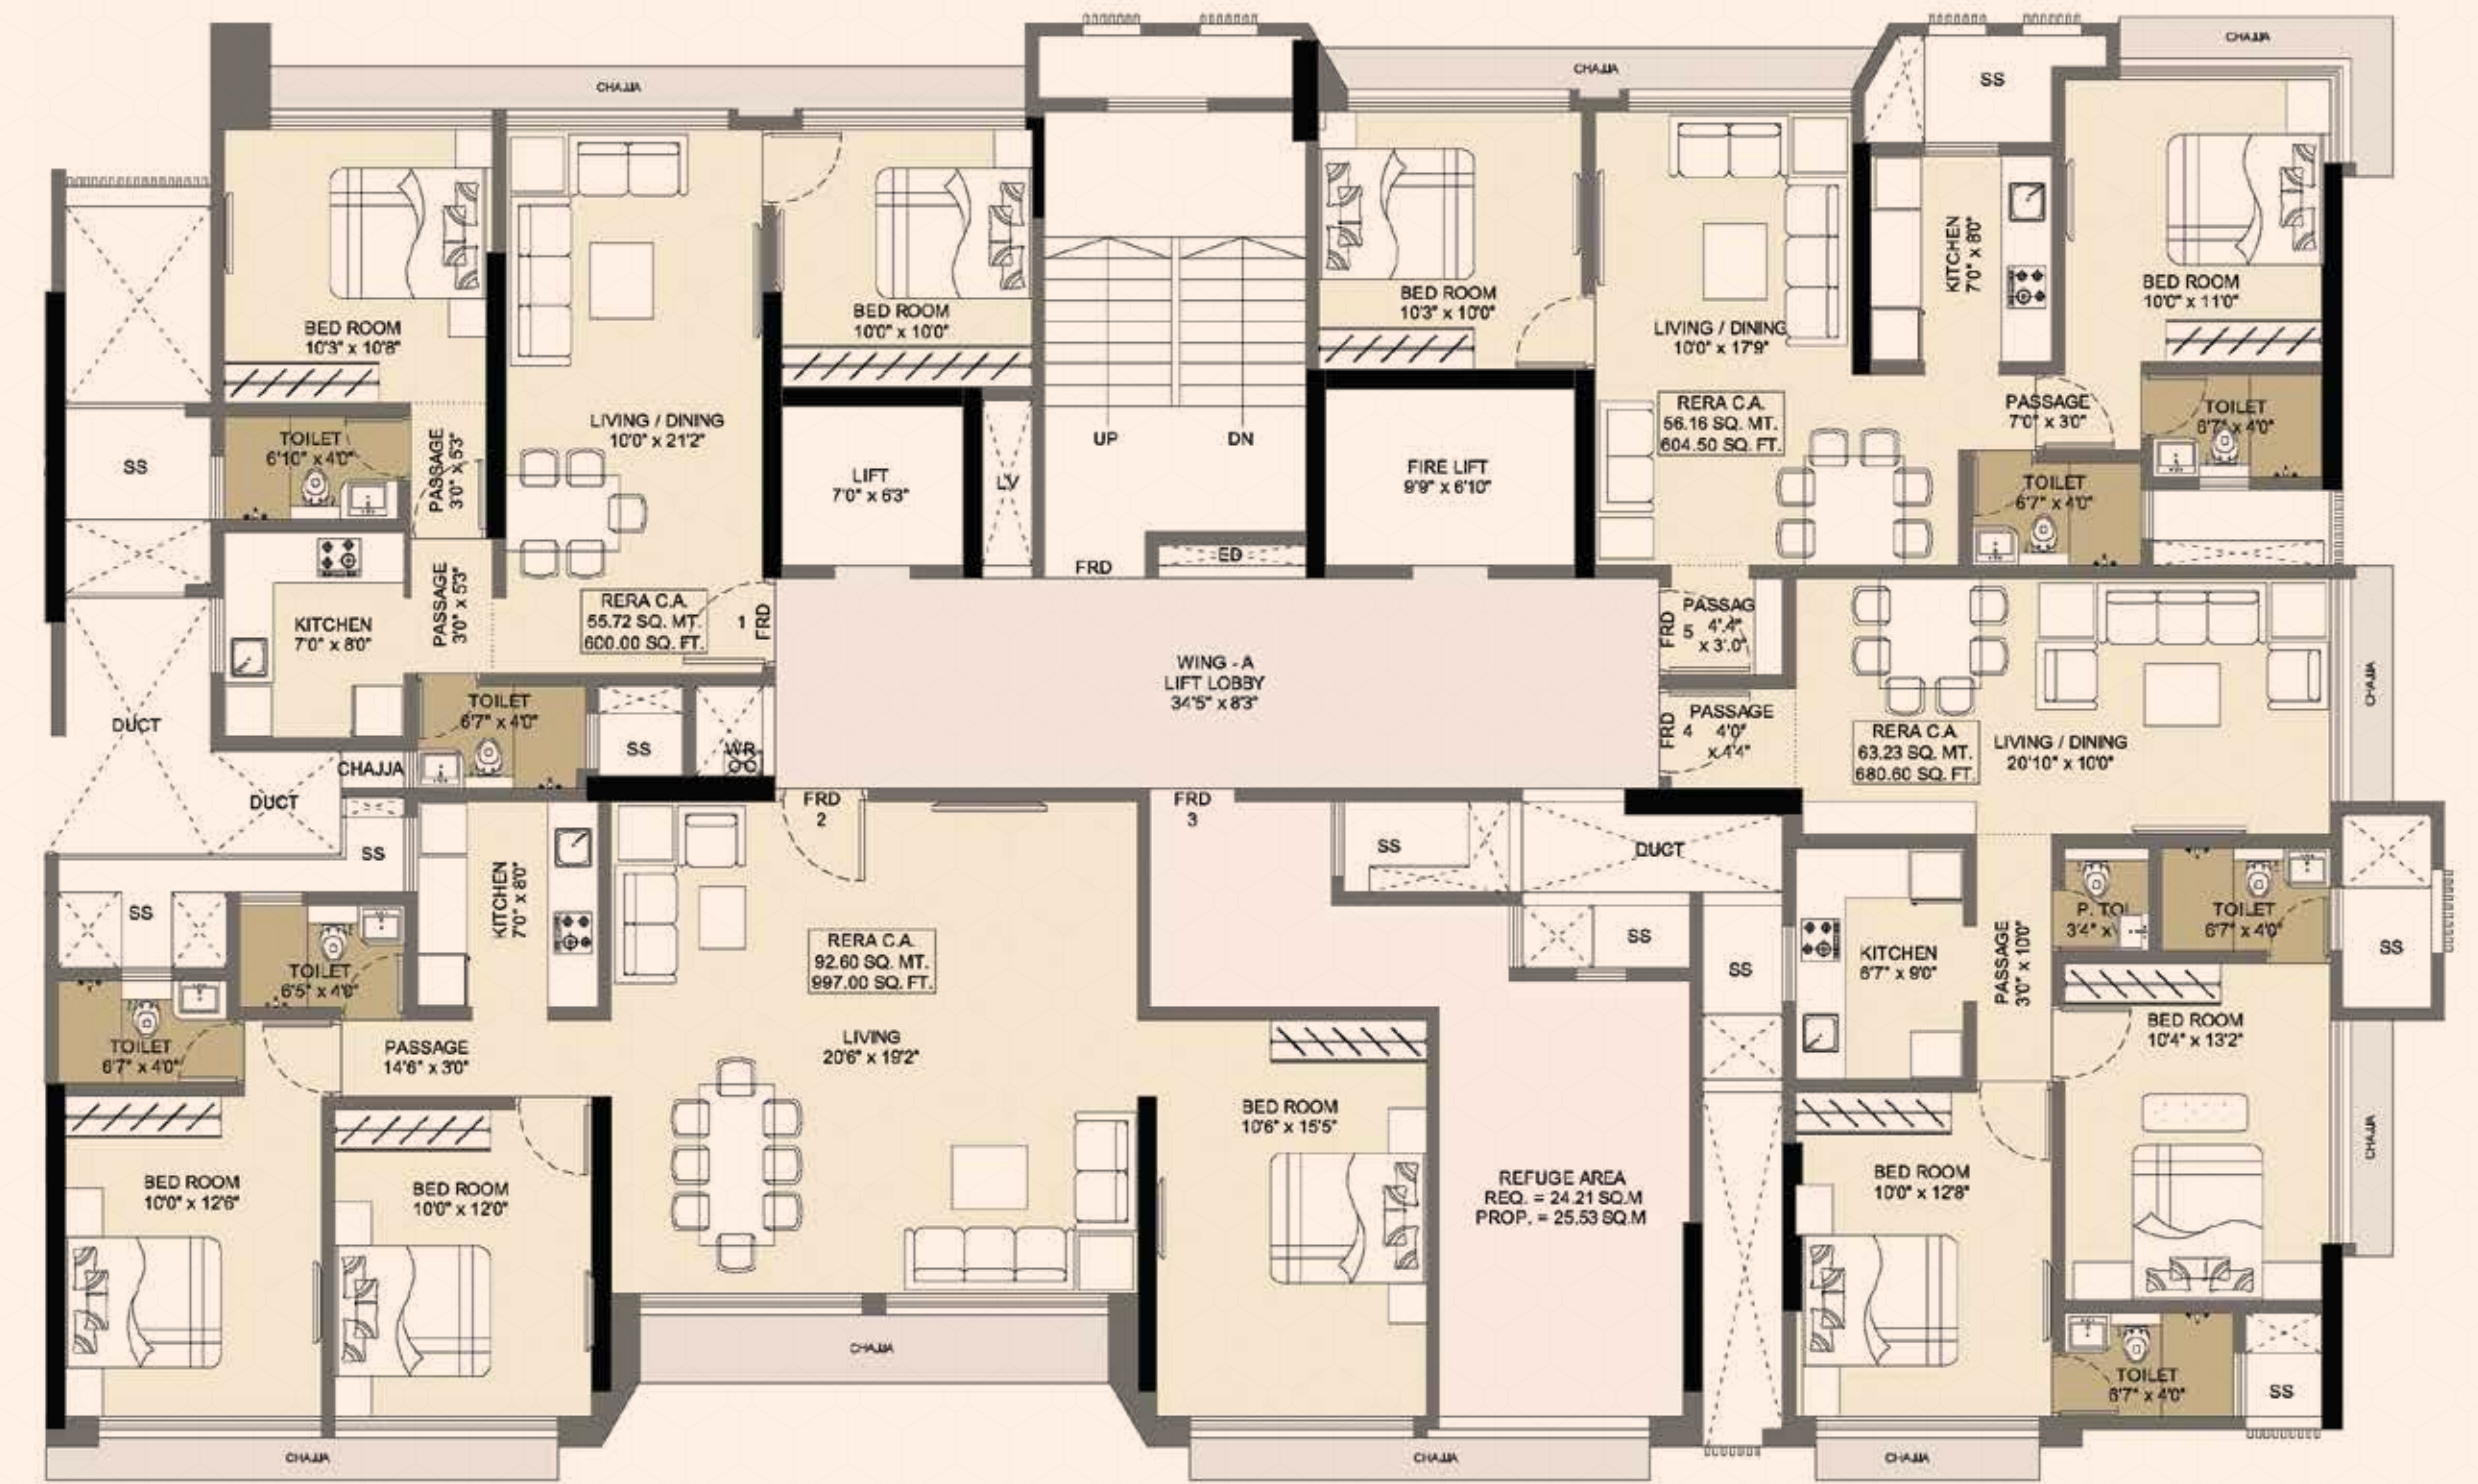 CHAJJA
CHAJJA
CHAJJA
SS
BED ROOM
10'3" x 10'8"
BED ROOM
10'0" x 10'0"
BED ROOM
10'3" x 10'0"
LIVING / DINING
10'0" x 17'9"
KITCHEN
7'0" x 8'0"
BED ROOM
10'0" x 11'0"
LIVING / DINING
10'0" x 21'2"
RERA C.A.
56.16 SQ. MT.
604.50 SQ. FT.
PASSAGE
7'0" x 3'0"
TOILET
6'7" x 4'0"
SS
TOILET
6'10" x 4'0"
PASSAGE
3'0" x 5'3"
LIFT
7'0" x 6'3"
LV
UP
DN
FIRE LIFT
9'9" x 6'10"
TOILET
6'7" x 4'0"
FRD
ED
KITCHEN
7'0" x 8'0"
PASSAGE
3'0" x 5'3"
RERA C.A.
55.72 SQ. MT.
600.00 SQ. FT.
1
FRD
WING - A
LIFT LOBBY
34'5" x 8'3"
FRD
5
PASSAG
4'.4"
x 3'.0"
FRD
4
PASSAGE
4'0"
x 4'4"
RERA C.A.
63.23 SQ. MT.
680.60 SQ. FT.
LIVING / DINING
20'10" x 10'0"
CHAJJA
DUCT
TOILET
6'7" x 4'0"
SS
WR.
CHAJJA
DUCT
SS
FRD
2
FRD
3
SS
DUCT
SS
KITCHEN
7'0" x 8'0"
RERA C.A.
92.60 SQ. MT.
997.00 SQ. FT.
SS
SS
KITCHEN
6'7" x 9'0"
PASSAGE
3'0" x 10'0"
P. TOI
3'4" x
TOILET
6'7" x 4'0"
SS
TOILET
6'5" x 4'0"
TOILET
6'7" x 4'0"
PASSAGE
14'6" x 3'0"
LIVING
20'6" x 19'2"
BED ROOM
10'4" x 13'2"
BED ROOM
10'6" x 15'5"
CHAJJA
BED ROOM
10'0" x 12'6"
BED ROOM
10'0" x 12'0"
REFUGE AREA
REQ. = 24.21 SQ.M
PROP. = 25.53 SQ.M
BED ROOM
10'0" x 12'8"
CHAJJA
TOILET
6'7" x 4'0"
SS
CHAJJA
CHAJJA
CHAJJA